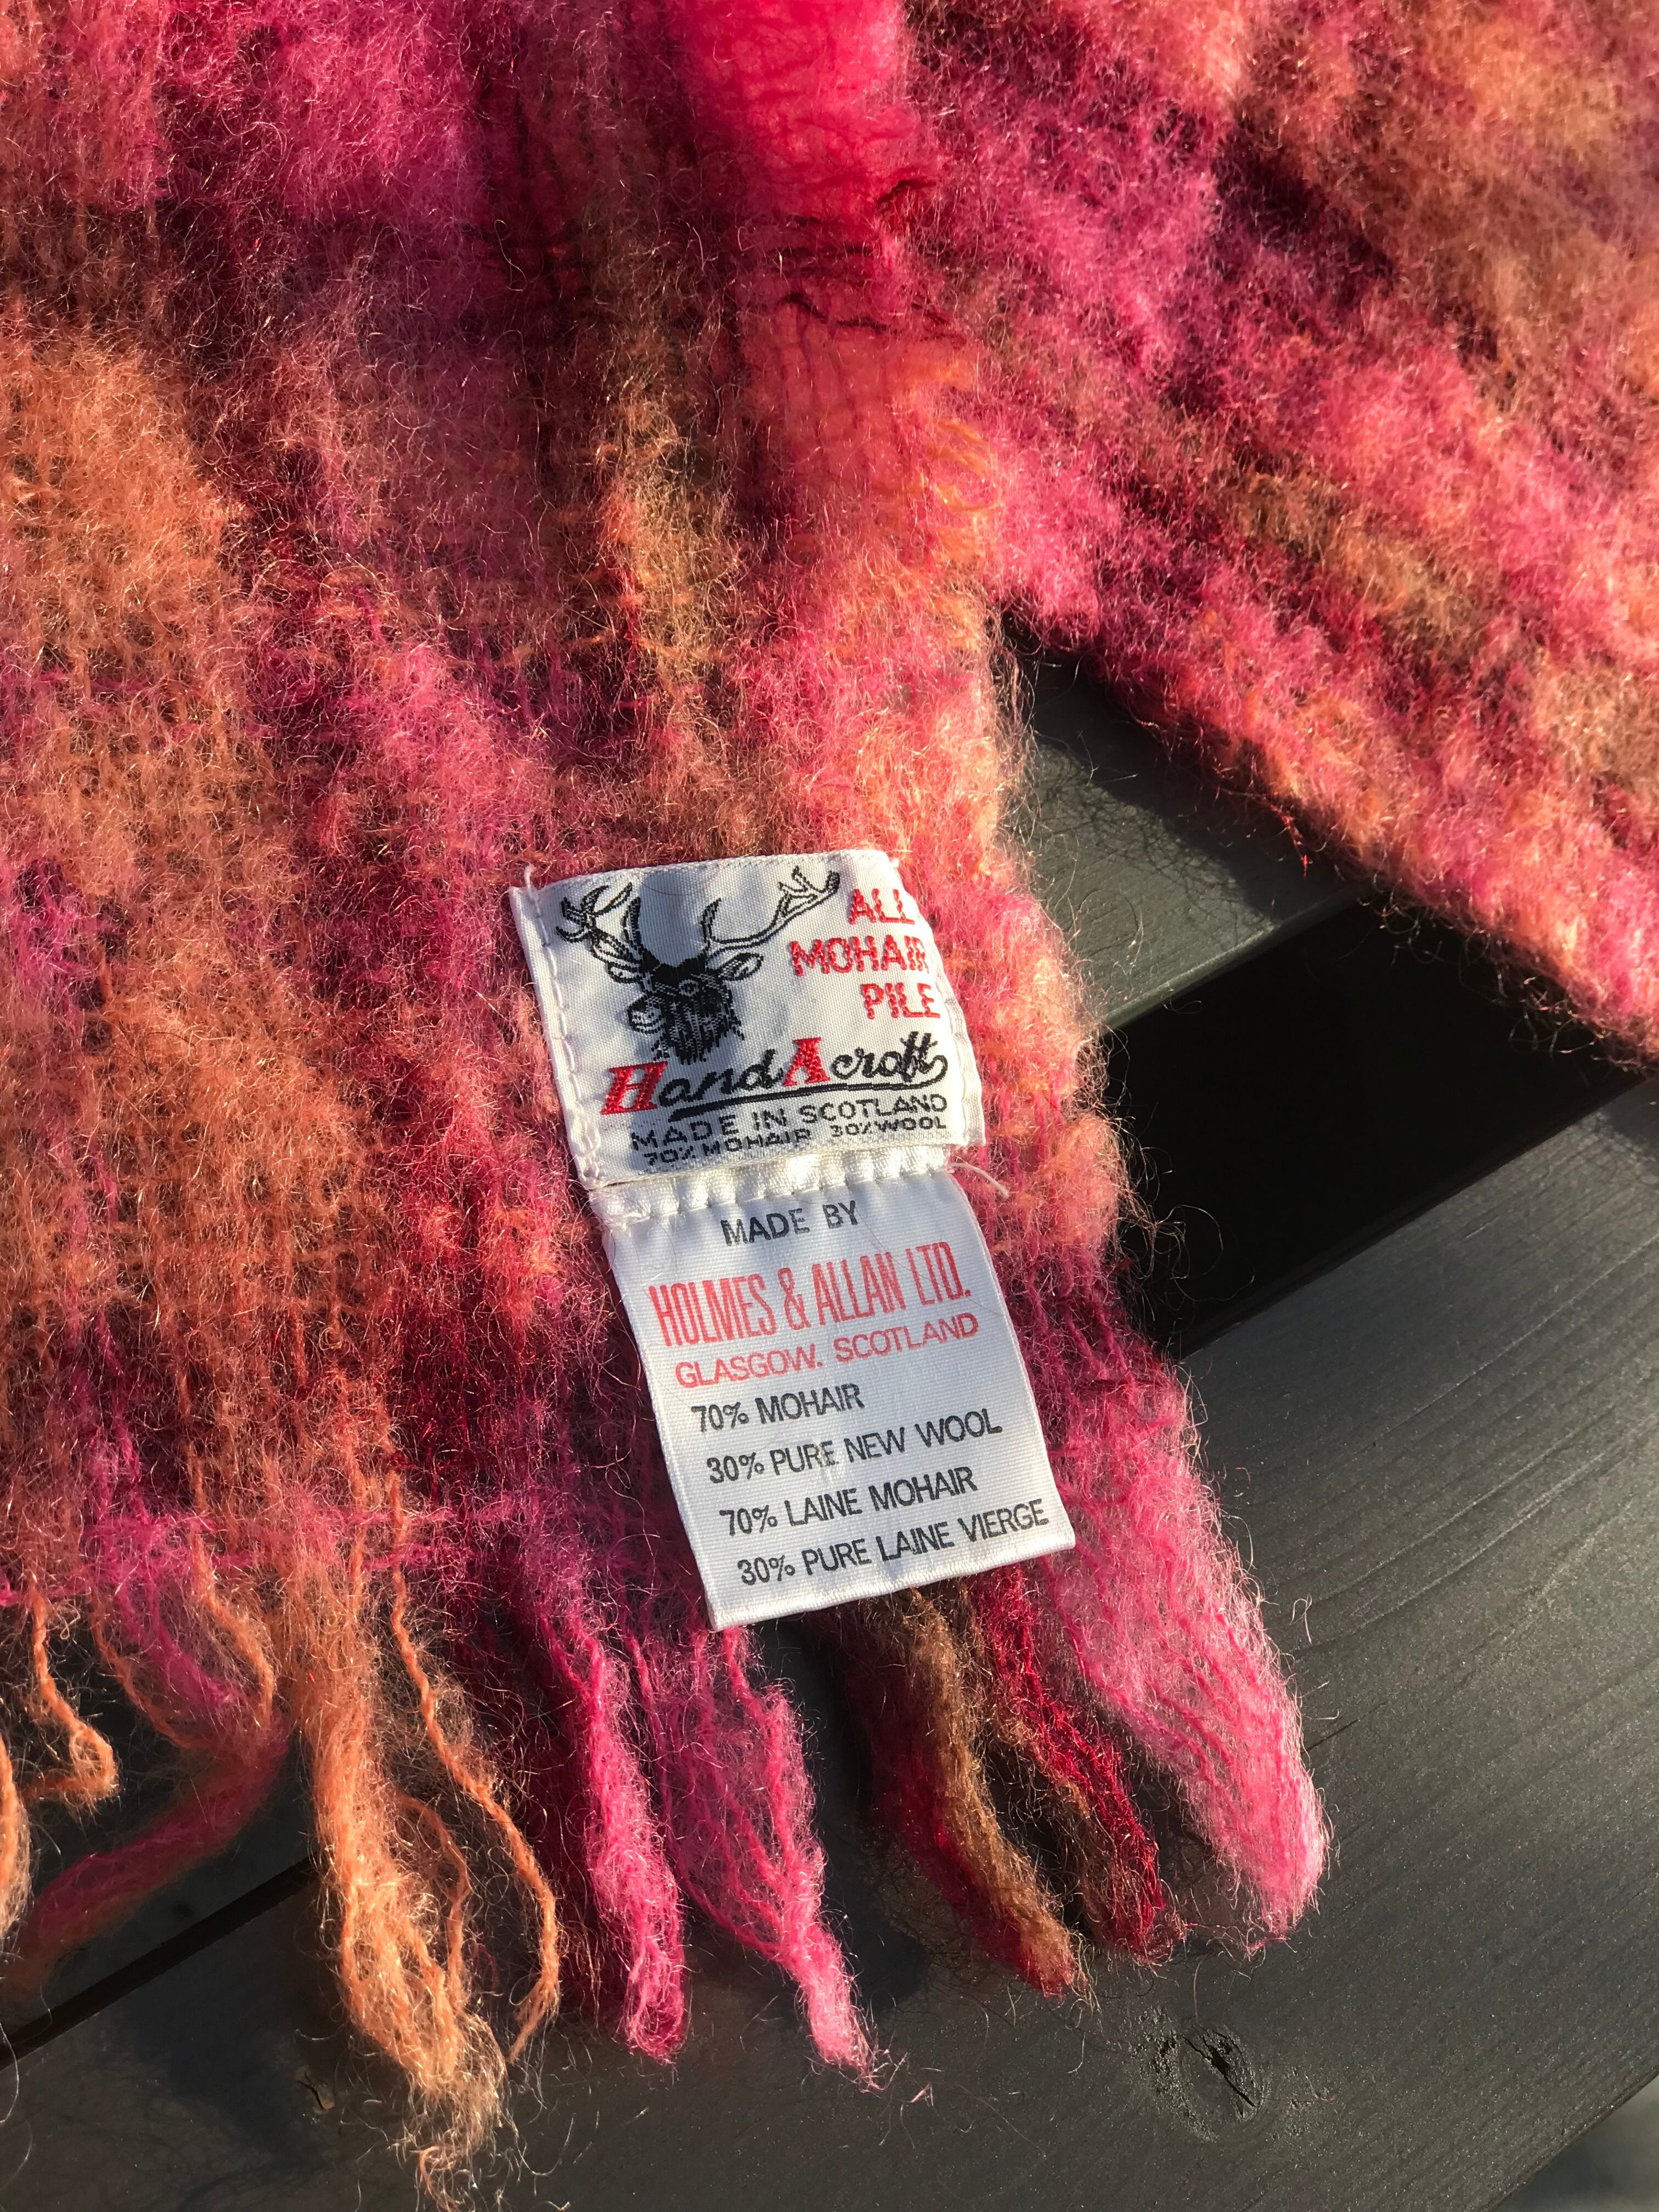 ALL
MOHAIR
PILE
HandAcraft
MADE IN SCOTLAND
70% MOHAIR 30% WOOL
MADE BY
HOLMES & ALLAN LTD.
GLASGOW. SCOTLAND
70% MOHAIR
30% PURE NEW WOOL
70% LAINE MOHAIR
30% PURE LAINE VIERGE